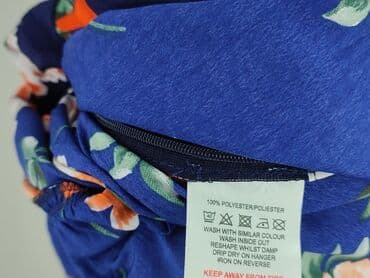 100% POLYESTER/POLIESTER
WASH WITH SIMILAR COLOUR
WASH INSIDE OUT
RESHAPE WHILST DAMP
DRIP DRY ON HANGER
IRON ON REVERSE
KEEP AWAY FROM FIRE